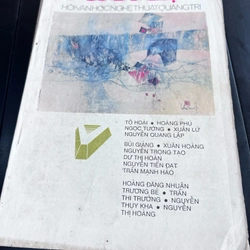 HỘI VĂN HỌC NGHỆ THUẬT QUẢNG TRỊ
TÔ HOÀI • HOÀNG PHỦ
NGỌC TƯỜNG • XUÂN LỮ
NGUYỄN QUANG LẬP
BÙI GIÁNG • XUÂN HOÀNG
NGUYỄN TRỌNG TẠO
DƯ THỊ HOÀN
NGUYỄN TIẾN ĐẠT
TRẦN MẠNH HẢO
HOÀNG ĐĂNG NHUẬN
TRƯƠNG BÉ • TRẦN
THI TRƯỜNG • NGUYỄN
THỤY KHA • NGUYỄN
THỊ HOÀNG